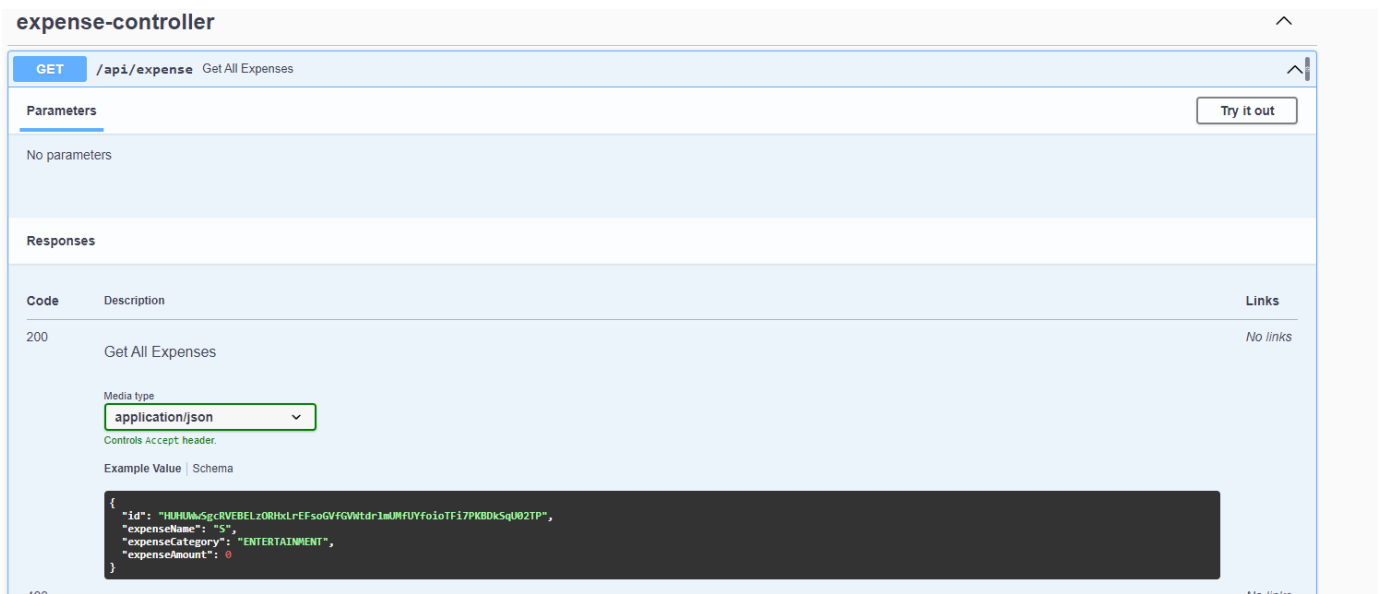 expense-controller
GET /api/expense Get All Expenses
Parameters
Try it out
No parameters
Responses
Code Description Links
200 No links
Get All Expenses
Media type
application/json
Controls Accept header.
Example Value Schema
{
"id": "HUHUWwSgcRVEBELzORHxLrEFsoGVfGVWtdr1mUMfUYfoioTFi7PKBDkSqU02TP",
"expenseName": "S",
"expenseCategory": "ENTERTAINMENT",
"expenseAmount": 0
}